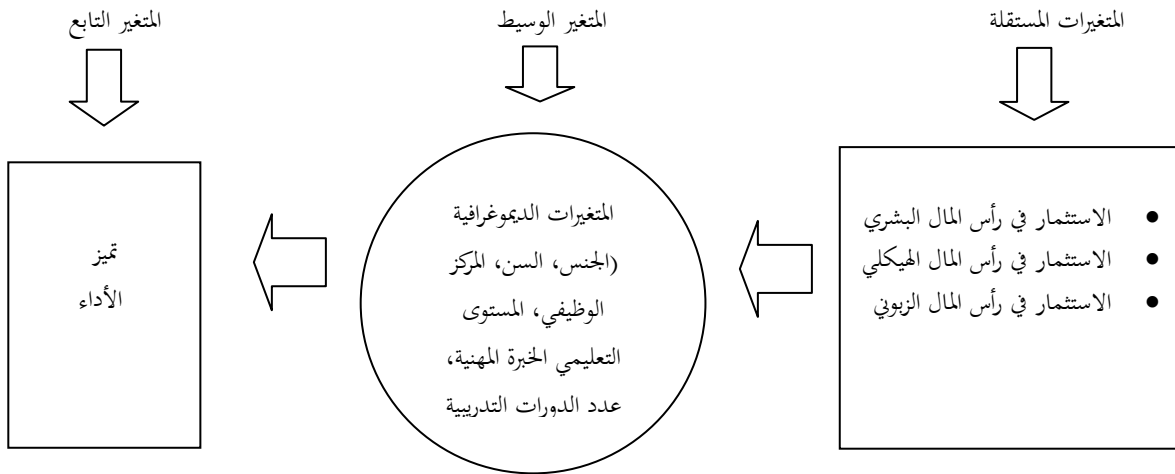 المتغيرات المستقلة
المتغير الوسيط
المتغير التابع
• الاستثمار في رأس المال البشري
• الاستثمار في رأس المال الهيكلي
• الاستثمار في رأس المال الزبوني
المتغيرات الديموغرافية
(الجنس، السن، المركز
الوظيفي، المستوى
التعليمي الخبرة المهنية،
عدد الدورات التدريبية
تميز
الأداء